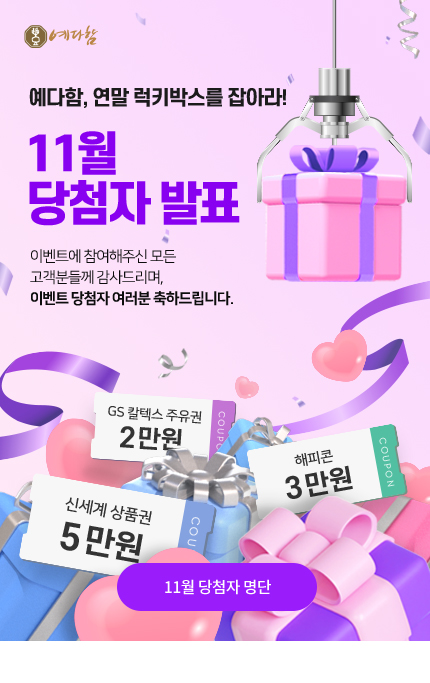 예다함
예다함, 연말 럭키박스를 잡아라!
11월
당첨자 발표
이벤트에 참여해주신 모든
고객분들께 감사드리며,
이벤트 당첨자 여러분 축하드립니다.
GS 칼텍스 주유권
2만원
COUPON
해피콘
3만원
COUPON
신세계 상품권
5만원
COU
11월 당첨자 명단